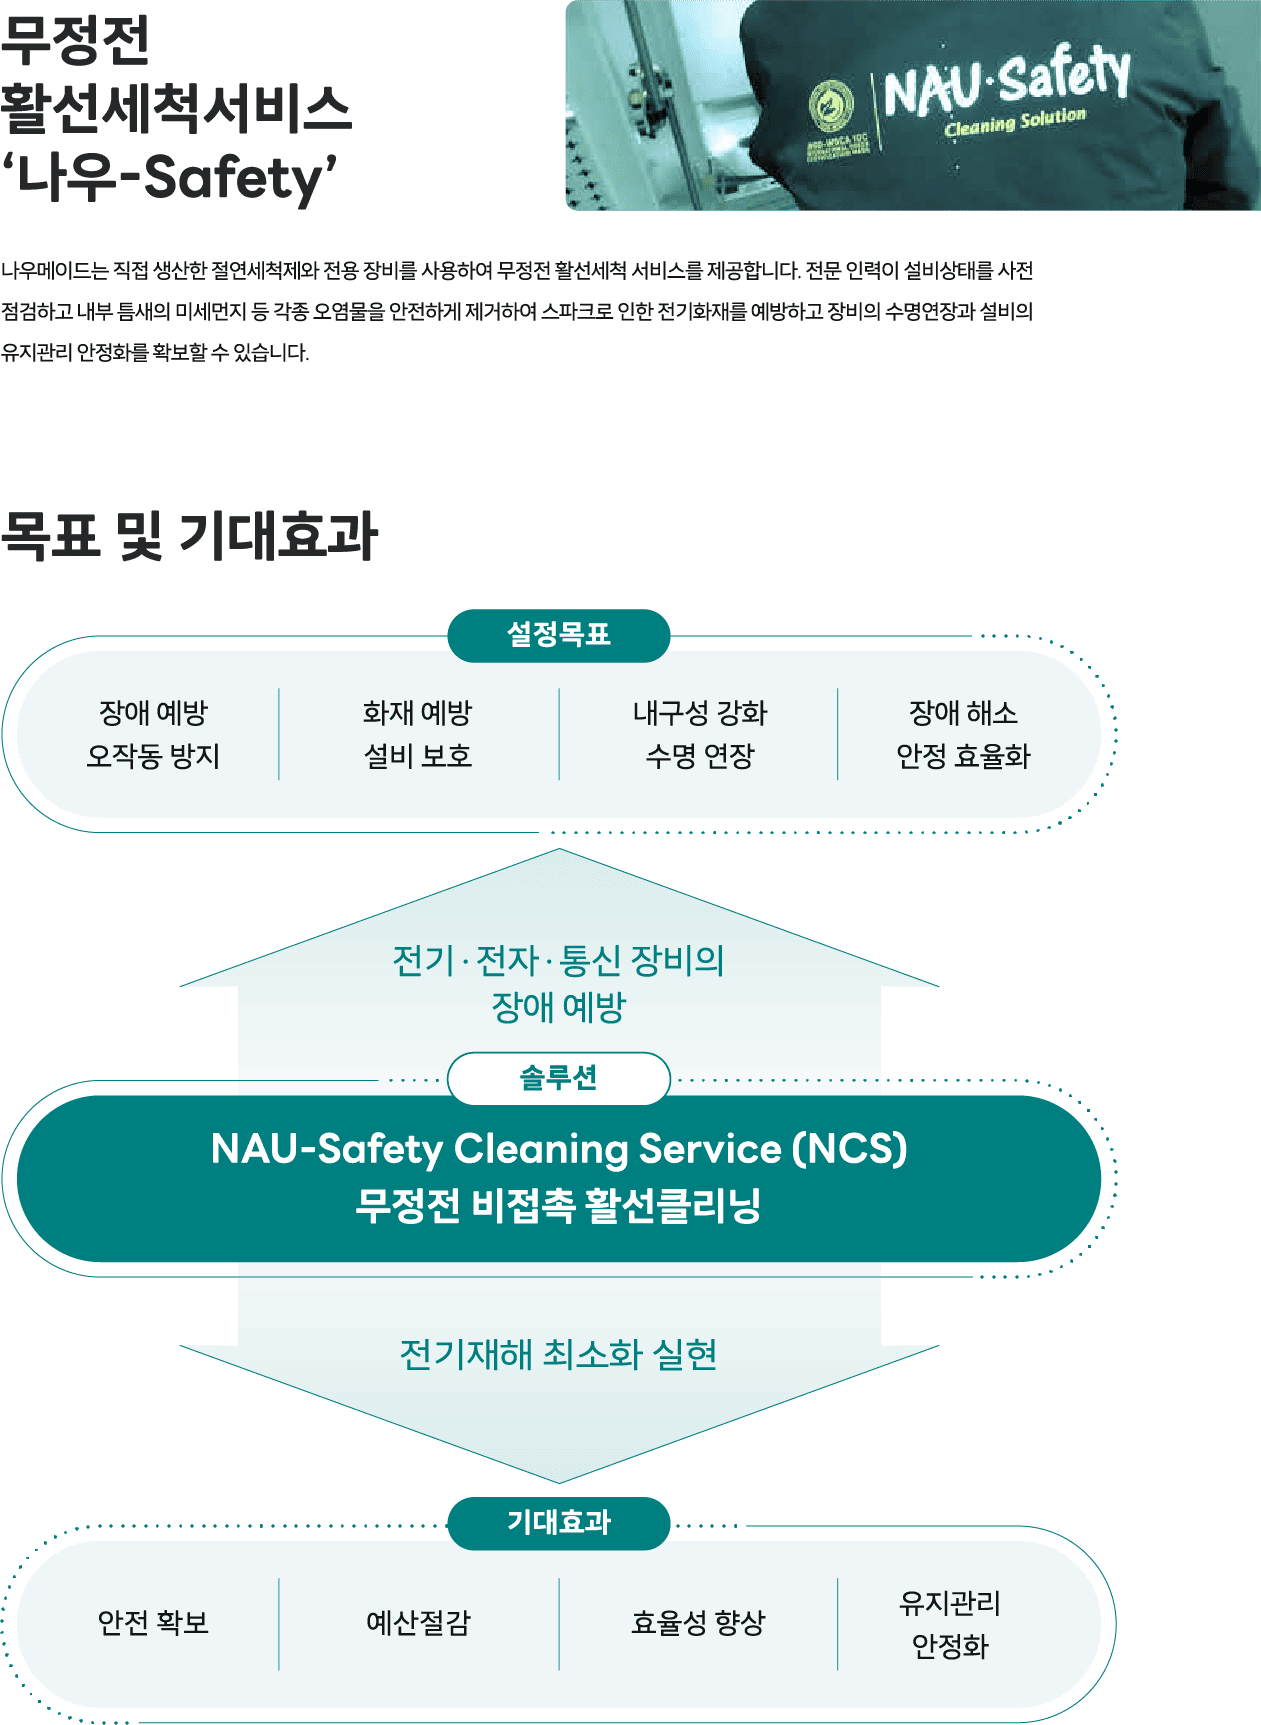 무정전
활선세척서비스
‘나우-Safety’
NAU·Safety
Cleaning Solution
나우메이드는 직접 생산한 절연세척제와 전용 장비를 사용하여 무정전 활선세척 서비스를 제공합니다. 전문 인력이 설비상태를 사전
점검하고 내부 틈새의 미세먼지 등 각종 오염물을 안전하게 제거하여 스파크로 인한 전기화재를 예방하고 장비의 수명연장과 설비의
유지관리 안정화를 확보할 수 있습니다.
목표 및 기대효과
설정목표
장애 예방
오작동 방지
화재 예방
설비 보호
내구성 강화
수명 연장
장애 해소
안정 효율화
전기 · 전자 · 통신 장비의
장애 예방
솔루션
NAU-Safety Cleaning Service (NCS)
무정전 비접촉 활선클리닝
전기재해 최소화 실현
기대효과
안전 확보
예산절감
효율성 향상
유지관리
안정화